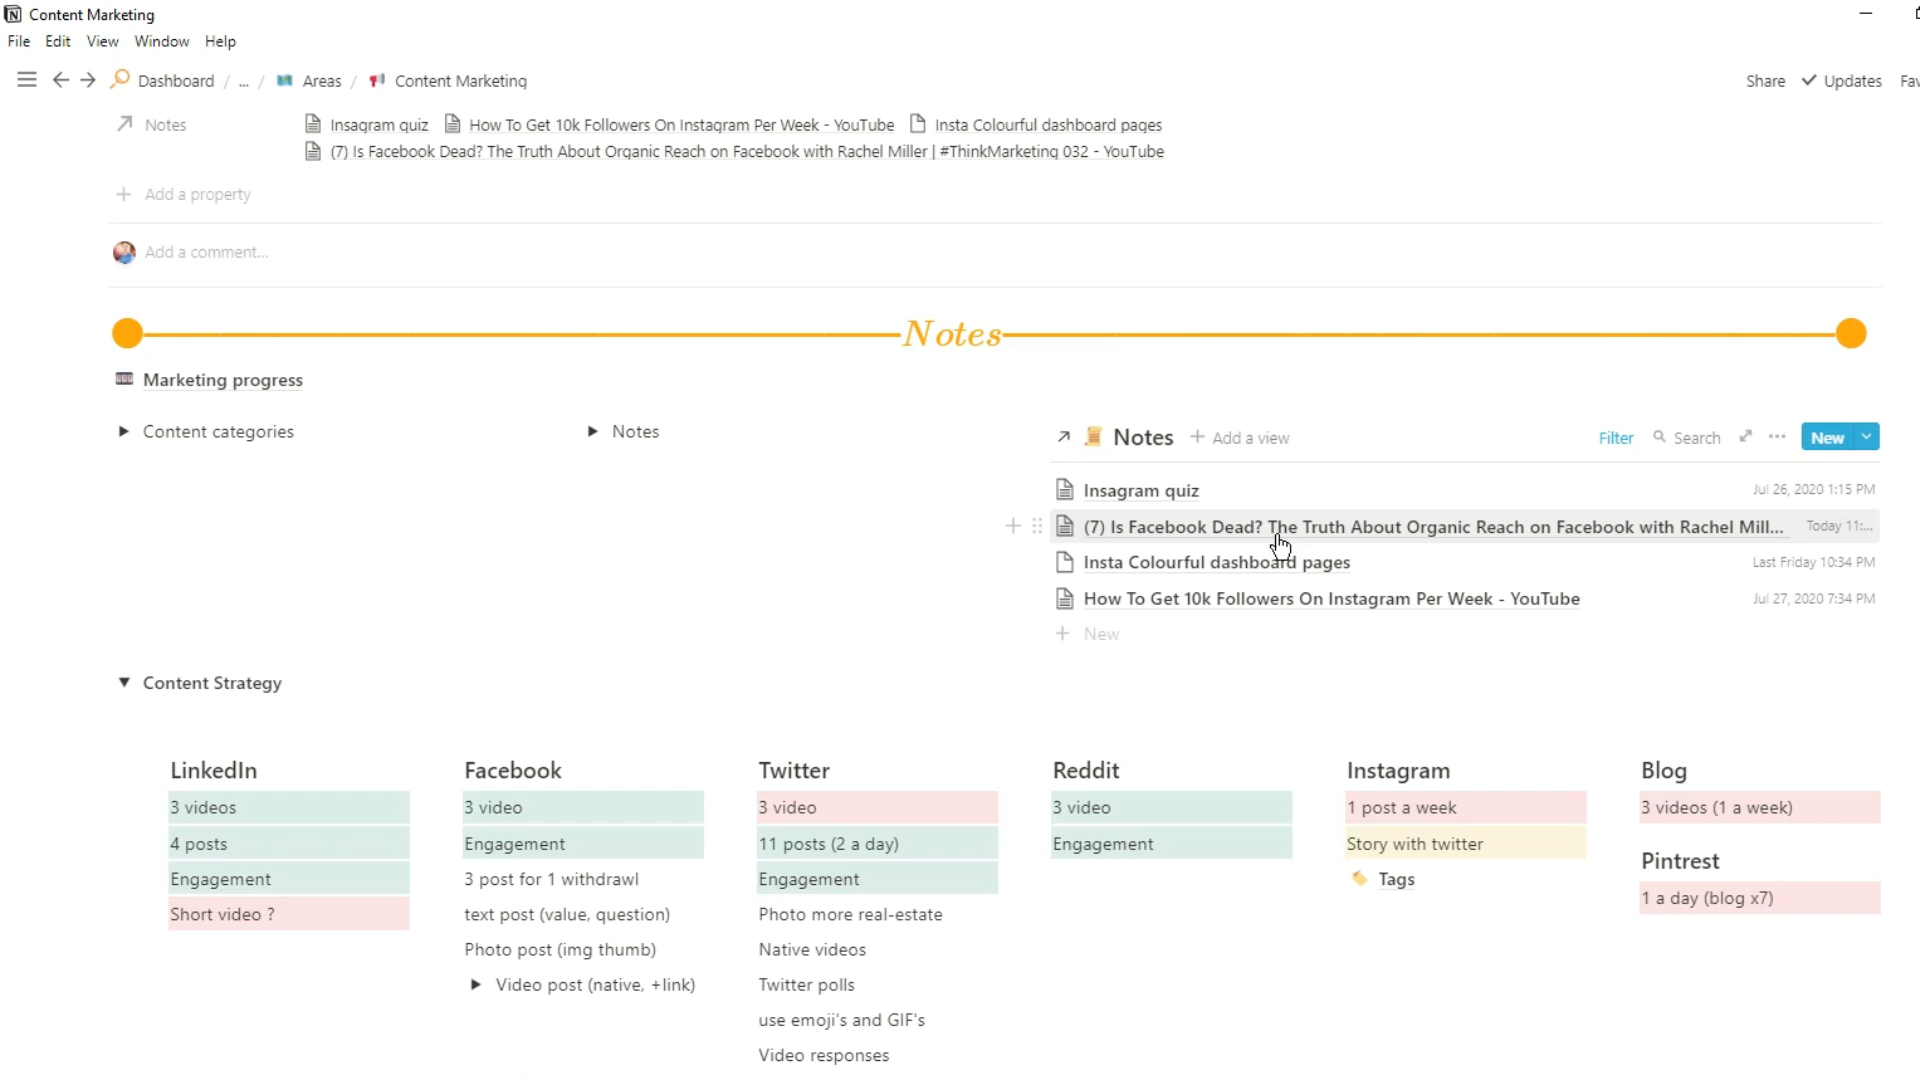 Content Marketing
File Edit View Window Help
Dashboard / ... / Areas / Content Marketing
Share Updates Fav
Notes Insagram quiz How To Get 10k Followers On Instagram Per Week - YouTube Insta Colourful dashboard pages
(7) Is Facebook Dead? The Truth About Organic Reach on Facebook with Rachel Miller | #ThinkMarketing 032 - YouTube
Add a property
Add a comment...
Notes
Marketing progress
Content categories
Notes
Notes + Add a view Filter Search ... New
Insagram quiz Jul 26, 2020 1:15 PM
(7) Is Facebook Dead? The Truth About Organic Reach on Facebook with Rachel Mill... Today 11:...
Insta Colourful dashboard pages Last Friday 10:34 PM
How To Get 10k Followers On Instagram Per Week - YouTube Jul 27, 2020 7:34 PM
+ New
Content Strategy
LinkedIn
3 videos
4 posts
Engagement
Short video ?
Facebook
3 video
Engagement
3 post for 1 withdrawl
text post (value, question)
Photo post (img thumb)
Video post (native, +link)
Twitter
3 video
11 posts (2 a day)
Engagement
Photo more real-estate
Native videos
Twitter polls
use emoji's and GIF's
Video responses
Reddit
3 video
Engagement
Instagram
1 post a week
Story with twitter
Tags
Blog
3 videos (1 a week)
Pintrest
1 a day (blog x7)